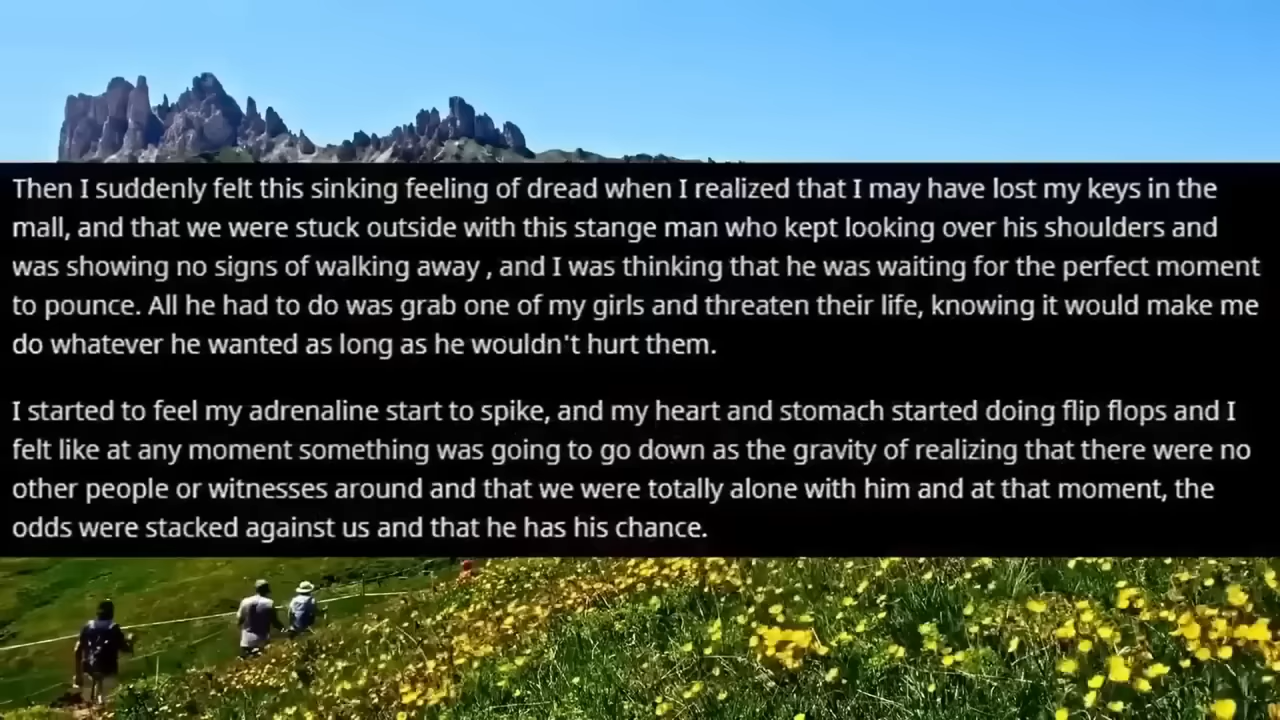 Then I suddenly felt this sinking feeling of dread when I realized that I may have lost my keys in the
mall, and that we were stuck outside with this stange man who kept looking over his shoulders and
was showing no signs of walking away , and I was thinking that he was waiting for the perfect moment
to pounce. All he had to do was grab one of my girls and threaten their life, knowing it would make me
do whatever he wanted as long as he wouldn't hurt them.
I started to feel my adrenaline start to spike, and my heart and stomach started doing flip flops and I
felt like at any moment something was going to go down as the gravity of realizing that there were no
other people or witnesses around and that we were totally alone with him and at that moment, the
odds were stacked against us and that he has his chance.